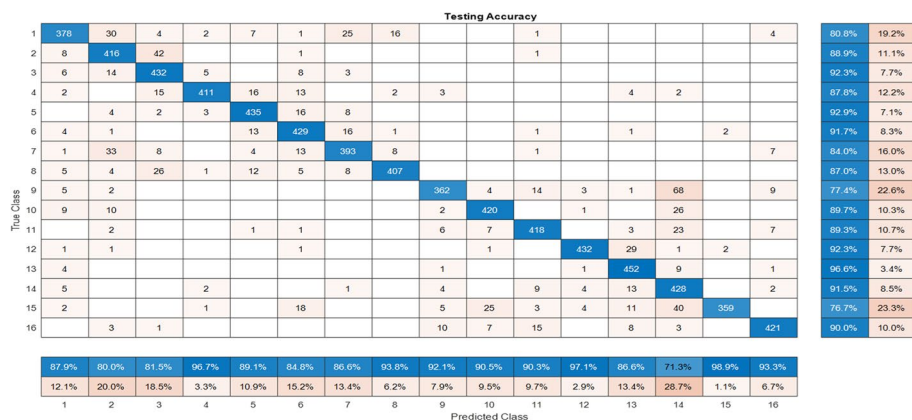 Testing Accuracy
1 378 30 4 2 7 1 25 16 1 4 80.8% 19.2%
2 8 416 42 1 1 88.9% 11.1%
3 6 14 432 5 8 3 92.3% 7.7%
4 2 15 411 16 13 2 3 4 2 87.8% 12.2%
5 4 2 3 435 16 8 92.9% 7.1%
6 4 1 13 429 16 1 1 1 2 91.7% 8.3%
7 1 33 8 4 13 393 8 1 7 84.0% 16.0%
8 5 4 26 1 12 5 8 407 87.0% 13.0%
9 5 2 362 4 14 3 1 68 9 77.4% 22.6%
10 9 10 2 420 1 26 89.7% 10.3%
11 2 1 1 6 7 418 3 23 7 89.3% 10.7%
12 1 1 1 1 432 29 1 2 92.3% 7.7%
13 4 1 1 452 9 1 96.6% 3.4%
14 5 2 1 4 9 4 13 428 2 91.5% 8.5%
15 2 1 18 5 25 3 4 11 40 359 76.7% 23.3%
16 3 1 10 7 15 8 3 421 90.0% 10.0%
True Class
87.9% 80.0% 81.5% 96.7% 89.1% 84.8% 86.6% 93.8% 92.1% 90.5% 90.3% 97.1% 86.6% 71.3% 98.9% 93.3%
12.1% 20.0% 18.5% 3.3% 10.9% 15.2% 13.4% 6.2% 7.9% 9.5% 9.7% 2.9% 13.4% 28.7% 1.1% 6.7%
1 2 3 4 5 6 7 8 9 10 11 12 13 14 15 16
Predicted Class